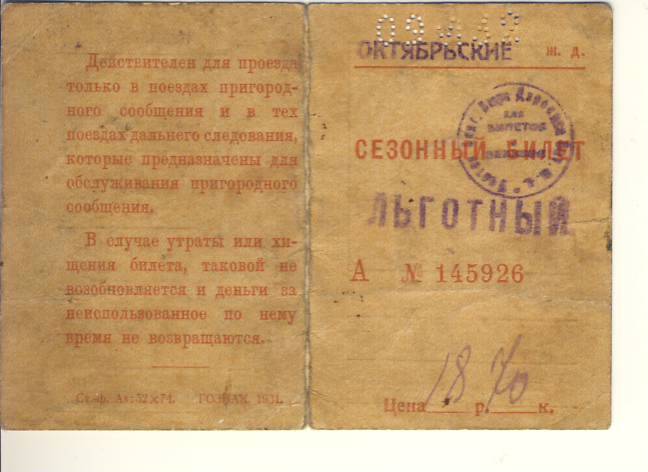 Действителен для проезда
только в поездах пригород-
ного сообщения и в тех
поездах дальнего следования,
которые предназначены для
обслуживания пригородного
сообщения.
В случае утраты или хи-
щения билета, таковой не
возобновляется и деньги за
неиспользованное по нему
время не возвращаются.
ГОЗНАК. 1931.
ОКТЯБРЬСКИЕ ж. д.
для
билетов
СЕЗОННЫЙ БИЛЕТ
ЛЬГОТНЫЙ
А № 145926
Цена 18 р. 70 к.